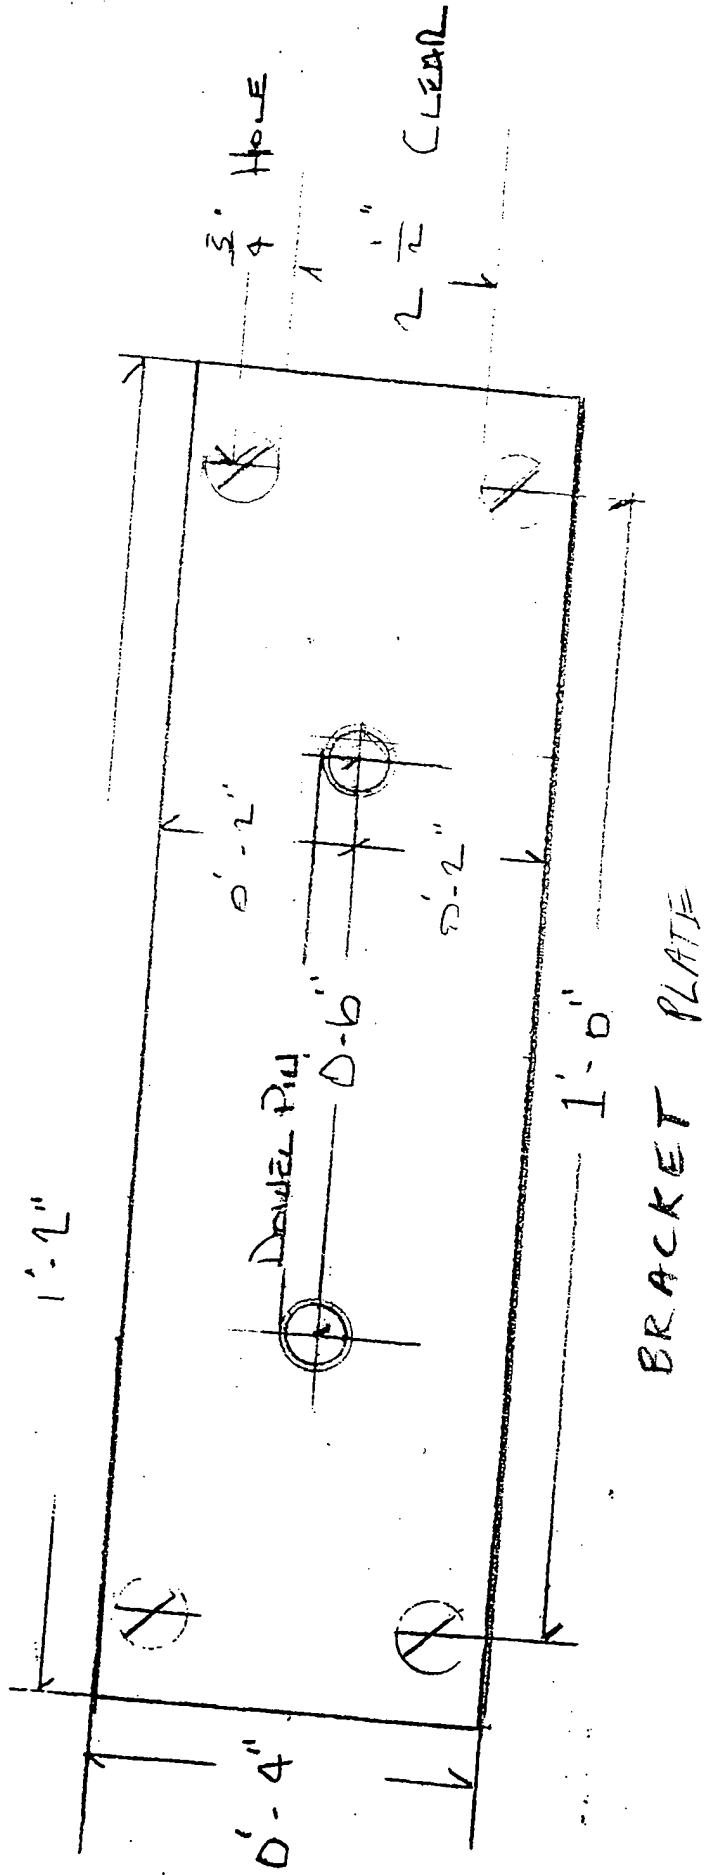 1'-2"
3/4" HOLE
2 1/2" CLEAR
0'-2"
0'-2"
DOWEL PIN
0-6"
1'-0"
0'-4"
BRACKET PLATE